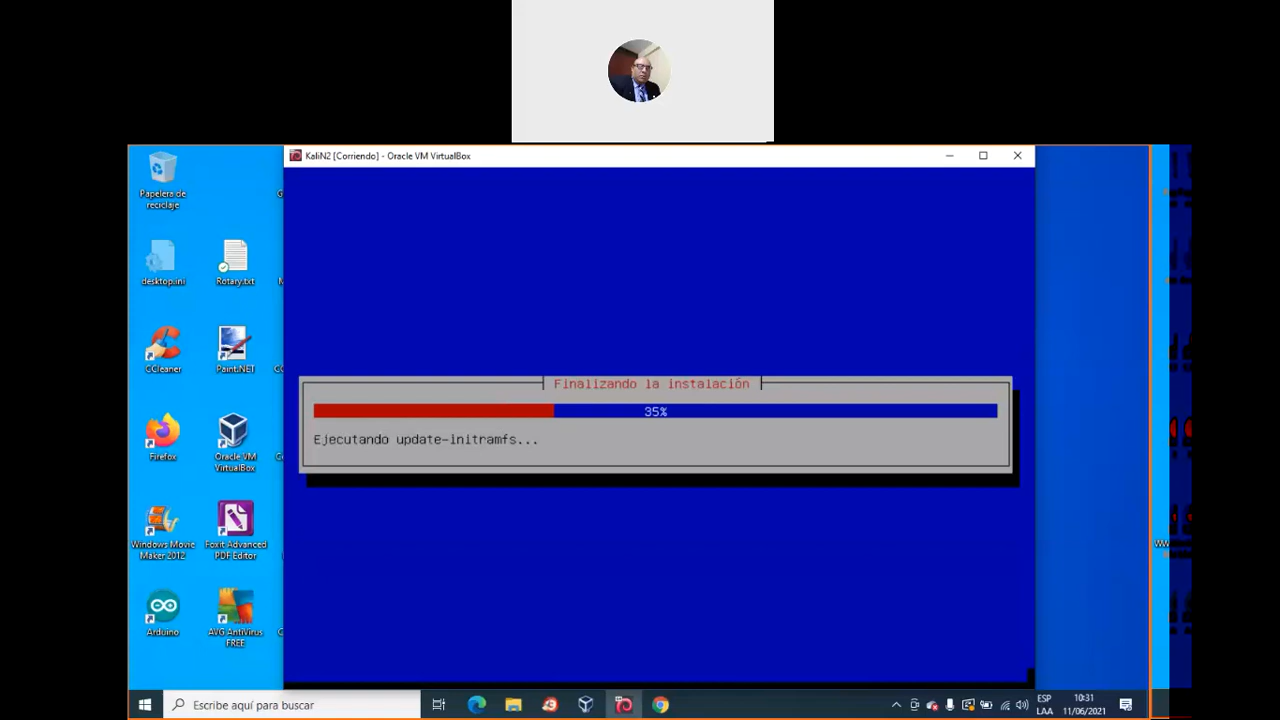 KaliN2 [Corriendo] - Oracle VM VirtualBox
Papelera de
reciclaje
desktop.ini
Rotary.txt
CCleaner
Paint.NET
Firefox
Oracle VM
VirtualBox
Windows Movie
Maker 2012
Foxit Advanced
PDF Editor
Arduino
AVG AntiVirus
FREE
Finalizando la instalación
35%
Ejecutando update-initramfs...
Escribe aquí para buscar
ESP
LAA
10:31
11/06/2021